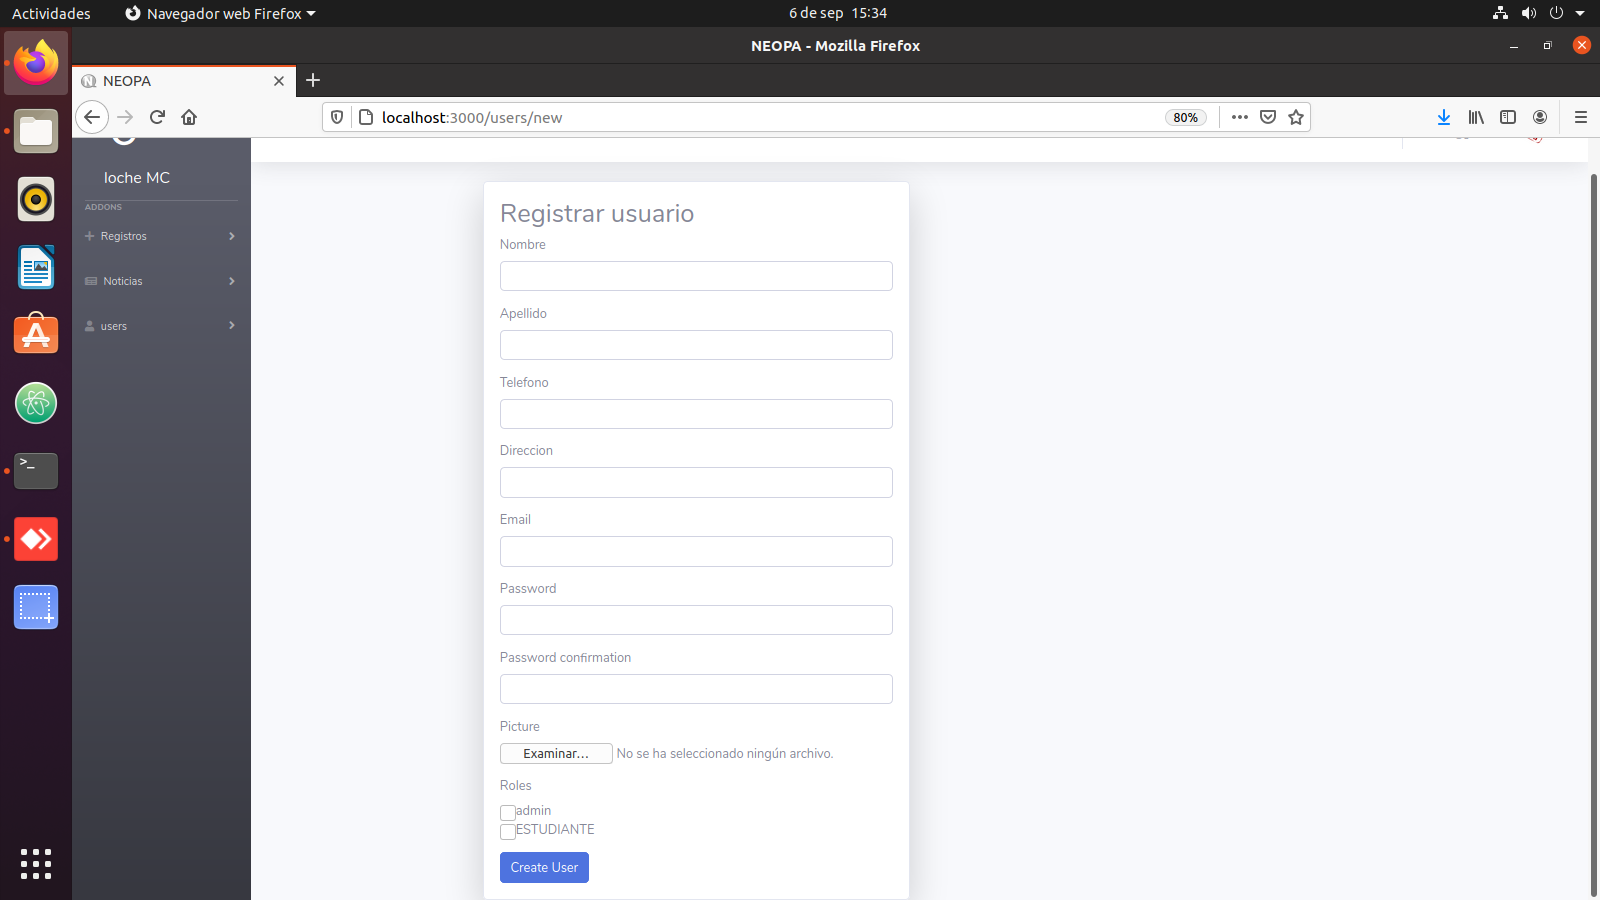 Actividades
Navegador web Firefox
6 de sep 15:34
NEOPA - Mozilla Firefox
NEOPA
localhost:3000/users/new
80%
loche MC
ADDONS
Registros
Noticias
users
Registrar usuario
Nombre
Apellido
Telefono
Direccion
Email
Password
Password confirmation
Picture
Examinar... No se ha seleccionado ningún archivo.
Roles
admin
ESTUDIANTE
Create User